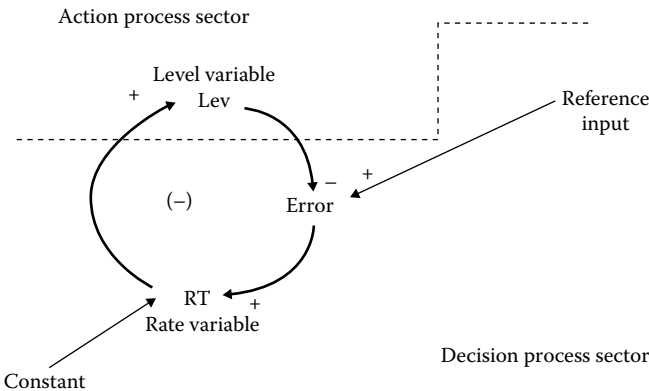 Action process sector
Level variable
+
Lev
Reference
input
–
+
(–)
Error
RT
+
Rate variable
Decision process sector
Constant